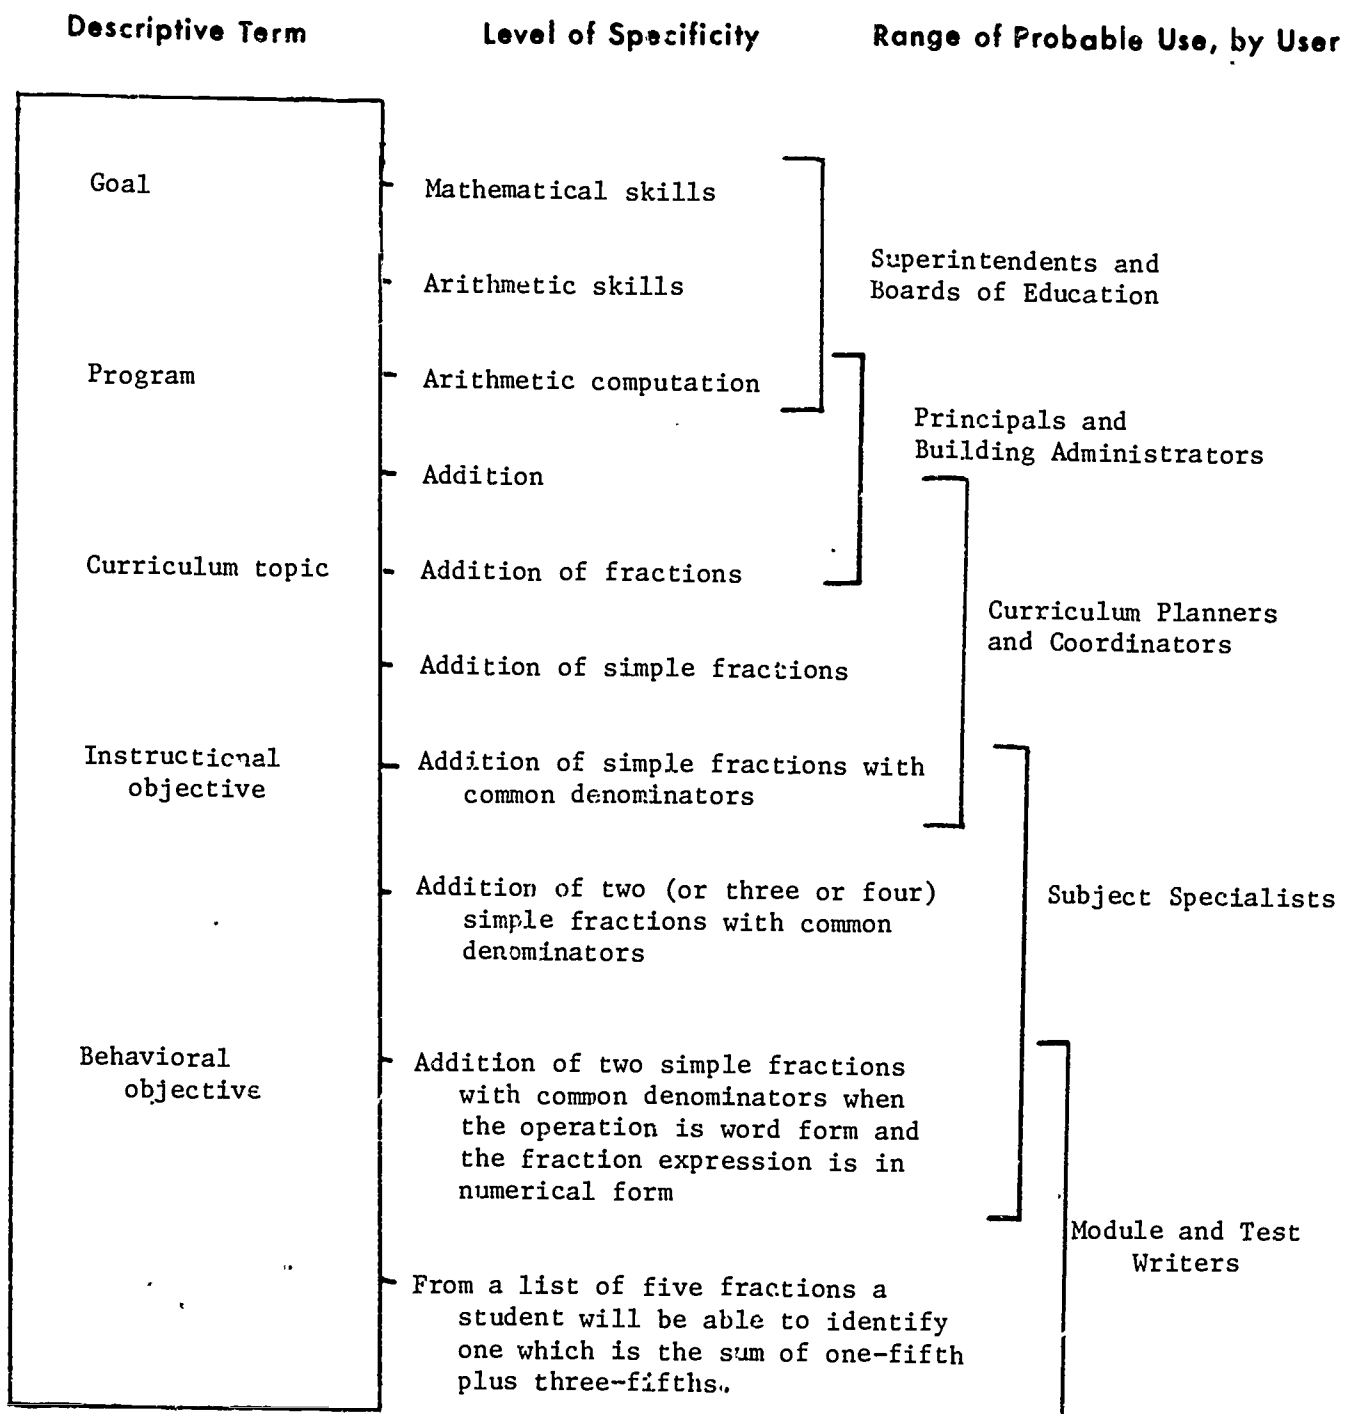 Descriptive Term
Level of Specificity
Range of Probable Use, by User
Goal
Mathematical skills
Superintendents and
Boards of Education
Arithmetic skills
Program
Arithmetic computation
Principals and
Building Administrators
Addition
Curriculum topic
Addition of fractions
Curriculum Planners
and Coordinators
Addition of simple fractions
Instructional
objective
Addition of simple fractions with
common denominators
Addition of two (or three or four)
simple fractions with common
denominators
Subject Specialists
Behavioral
objective
Addition of two simple fractions
with common denominators when
the operation is word form and
the fraction expression is in
numerical form
Module and Test
Writers
From a list of five fractions a
student will be able to identify
one which is the sum of one-fifth
plus three-fifths.